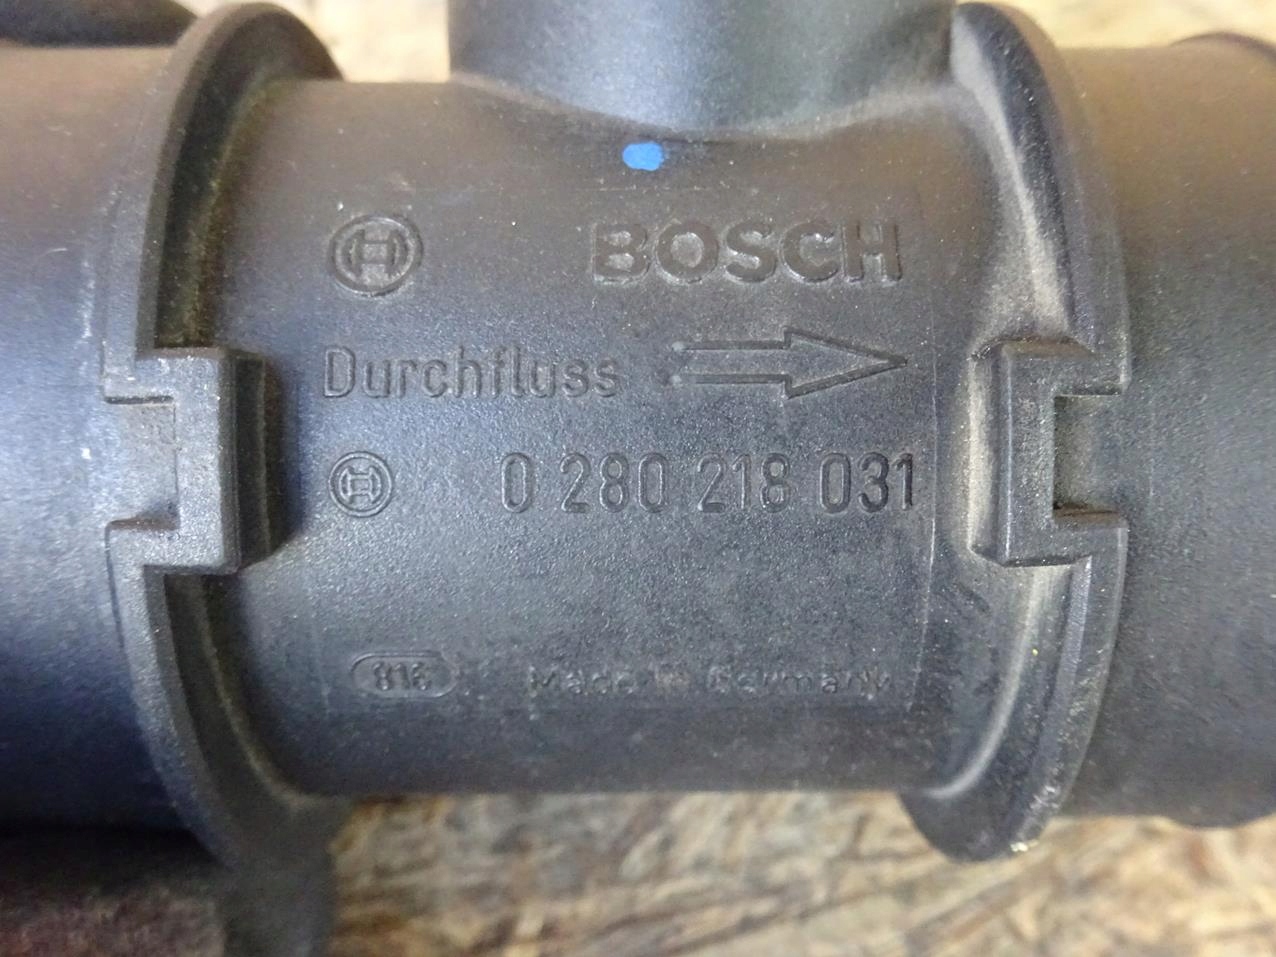 BOSCH
Durchfluss
0 280 218 031
816 Made in Germany